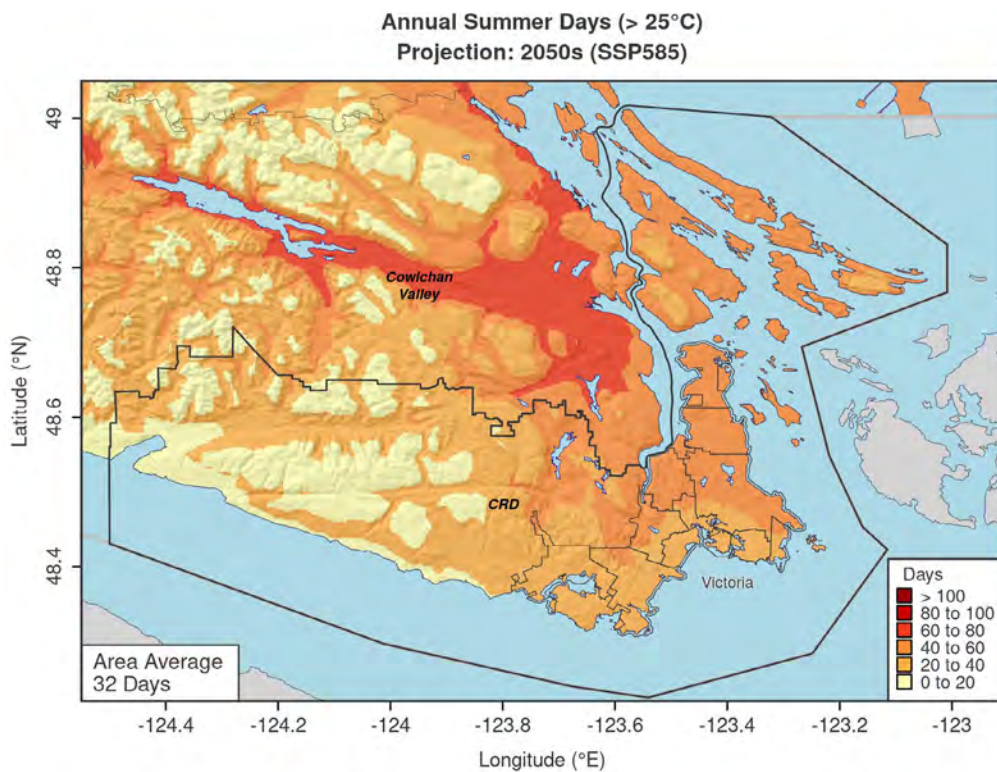 Annual Summer Days (> 25°C)
Projection: 2050s (SSP585)
Latitude (°N)
49
48.8
48.6
48.4
Cowichan
Valley
CRD
Victoria
Days
> 100
80 to 100
60 to 80
40 to 60
20 to 40
0 to 20
Area Average
32 Days
-124.4
-124.2
-124
-123.8
-123.6
-123.4
-123.2
-123
Longitude (°E)